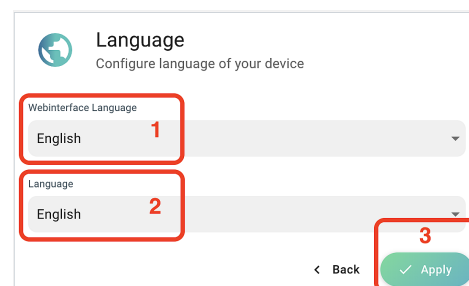 Language
Configure language of your device
Webinterface Language
English
1
Language
English
2
3
Back
Apply